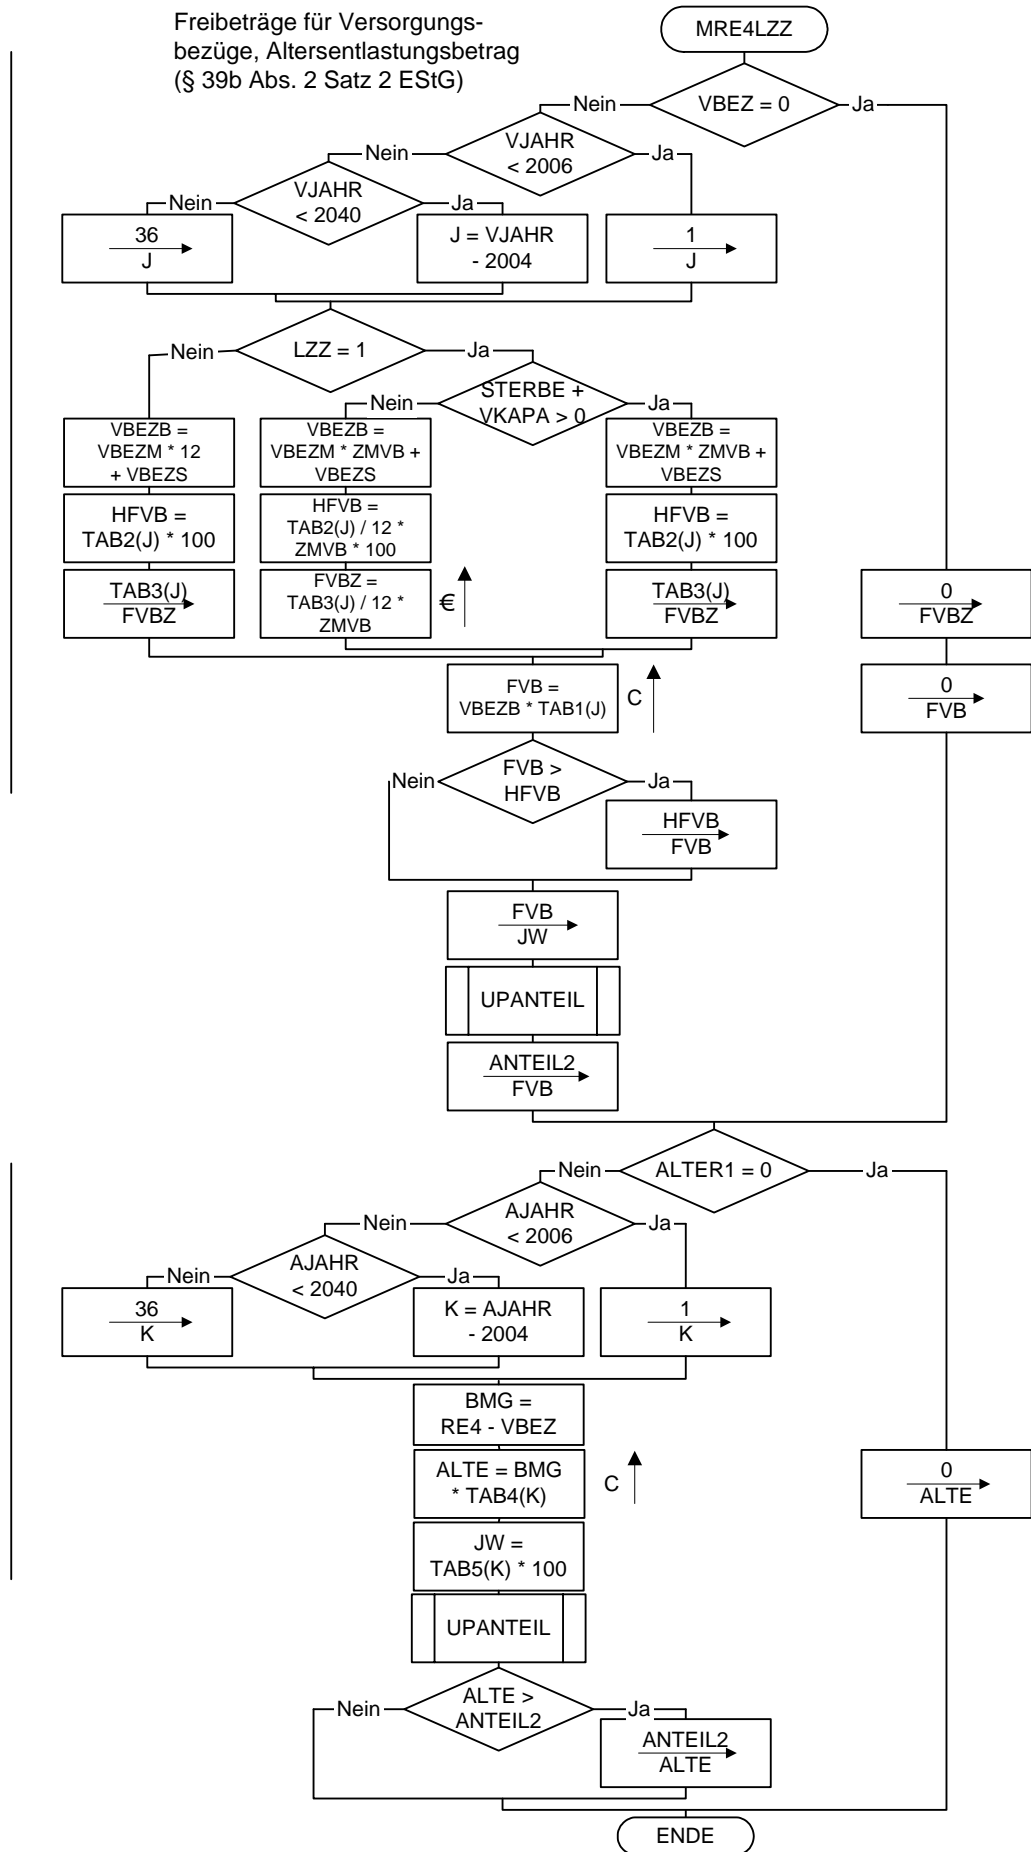 Freibeträge für Versorgungs-
bezüge, Altersentlastungsbetrag
(§ 39b Abs. 2 Satz 2 EStG)
MRE4LZZ
VBEZ = 0
Nein
Ja
VJAHR
< 2006
Nein
Ja
VJAHR
< 2040
Nein
Ja
36
J
J = VJAHR
- 2004
1
J
LZZ = 1
Nein
Ja
STERBE +
VKAPA > 0
Nein
Ja
VBEZB =
VBEZM * 12
+ VBEZS
VBEZB =
VBEZM * ZMVB +
VBEZS
VBEZB =
VBEZM * ZMVB +
VBEZS
HFVB =
TAB2(J) * 100
HFVB =
TAB2(J) / 12 *
ZMVB * 100
HFVB =
TAB2(J) * 100
TAB3(J)
FVBZ
FVBZ =
TAB3(J) / 12 *
ZMVB
€
TAB3(J)
FVBZ
0
FVBZ
FVB =
VBEZB * TAB1(J)
C
0
FVB
FVB >
HFVB
Nein
Ja
HFVB
FVB
FVB
JW
UPANTEIL
ANTEIL2
FVB
ALTER1 = 0
Nein
Ja
AJAHR
< 2006
Nein
Ja
AJAHR
< 2040
Nein
Ja
36
K
K = AJAHR
- 2004
1
K
BMG =
RE4 - VBEZ
ALTE = BMG
* TAB4(K)
C
0
ALTE
JW =
TAB5(K) * 100
UPANTEIL
ALTE >
ANTEIL2
Nein
Ja
ANTEIL2
ALTE
ENDE